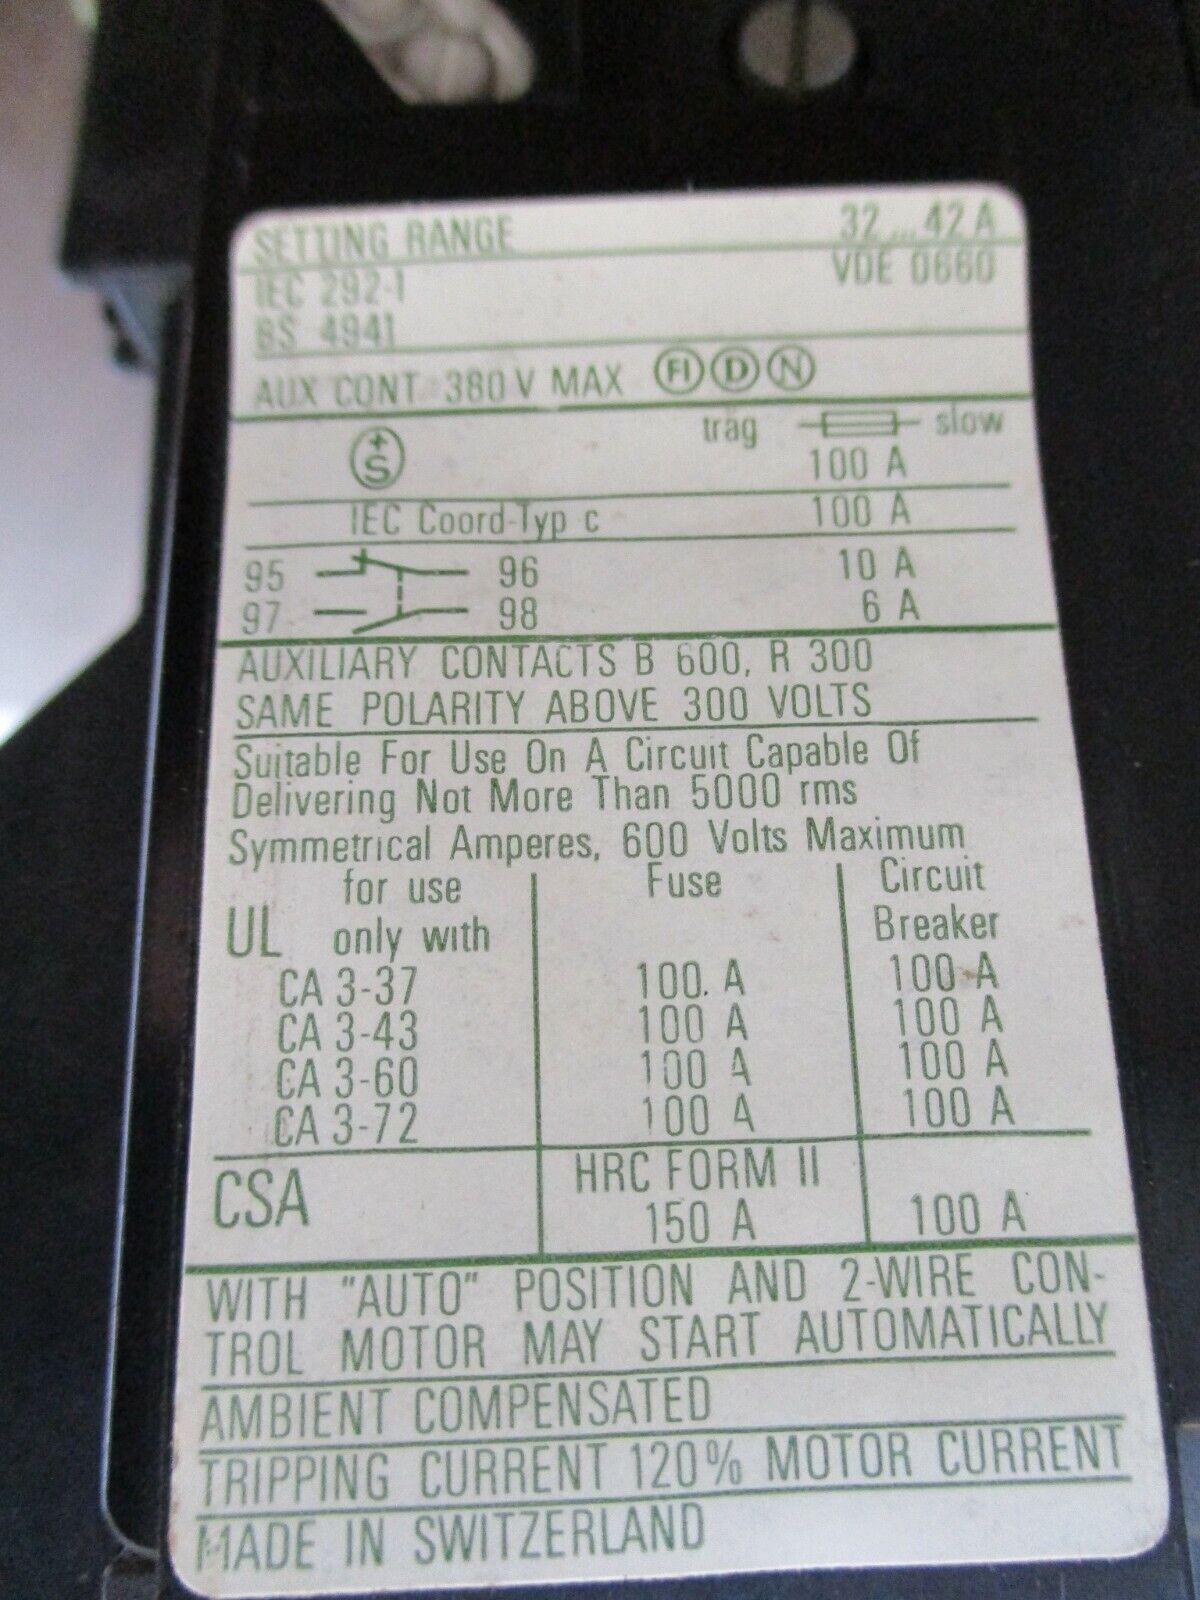 SETTING RANGE 32...42 A
IEC 292-1 VDE 0660
BS 4941
AUX CONT 380 V MAX FI D N
träg slow
+S 100 A
IEC Coord-Typ c 100 A
95 96 10 A
97 98 6 A
AUXILIARY CONTACTS B 600, R 300
SAME POLARITY ABOVE 300 VOLTS
Suitable For Use On A Circuit Capable Of
Delivering Not More Than 5000 rms
Symmetrical Amperes, 600 Volts Maximum
for use Fuse Circuit
UL only with Breaker
CA 3-37 100 A 100 A
CA 3-43 100 A 100 A
CA 3-60 100 A 100 A
CA 3-72 100 A 100 A
CSA HRC FORM II
150 A 100 A
WITH "AUTO" POSITION AND 2-WIRE CON-
TROL MOTOR MAY START AUTOMATICALLY
AMBIENT COMPENSATED
TRIPPING CURRENT 120% MOTOR CURRENT
MADE IN SWITZERLAND